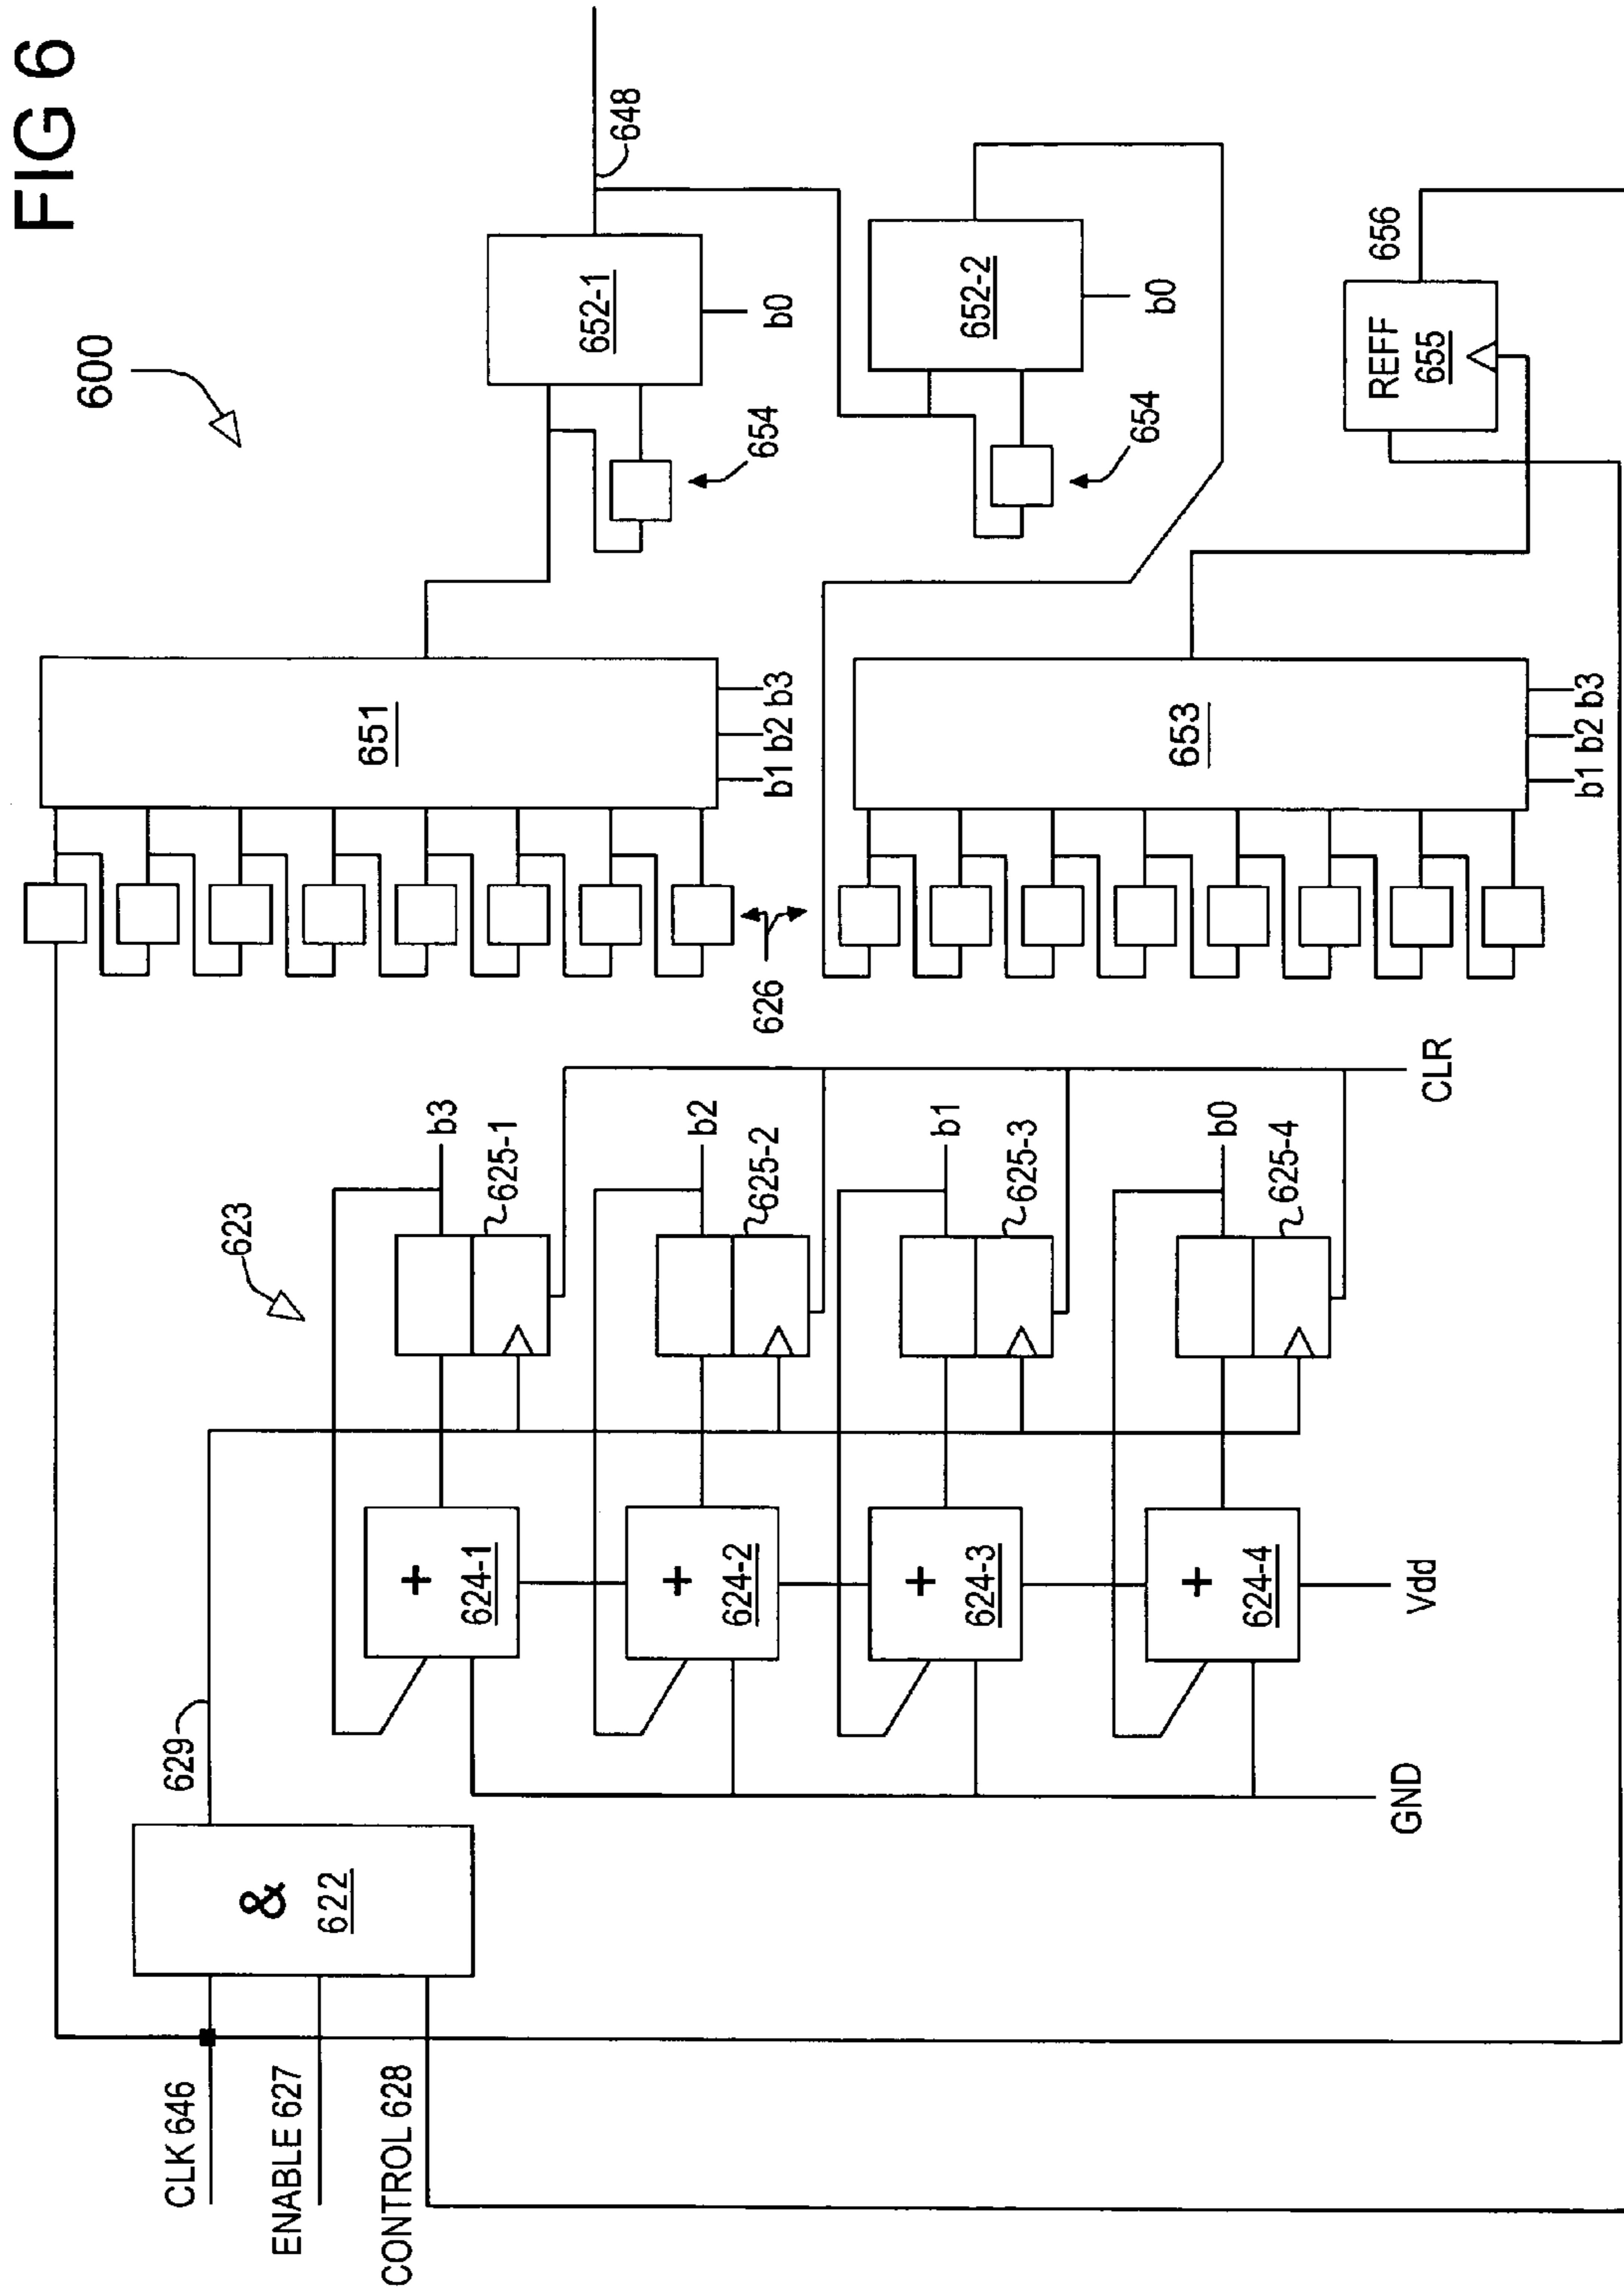 FIG 6
600
CLK 646
ENABLE 627
CONTROL 628
&
622
629
623
+
624-1
+
624-2
+
624-3
+
624-4
GND
Vdd
b3
625-1
b2
625-2
b1
625-3
b0
625-4
CLR
626
651
b1 b2 b3
653
b1 b2 b3
652-1
b0
654
648
652-2
b0
654
REFF
655
656